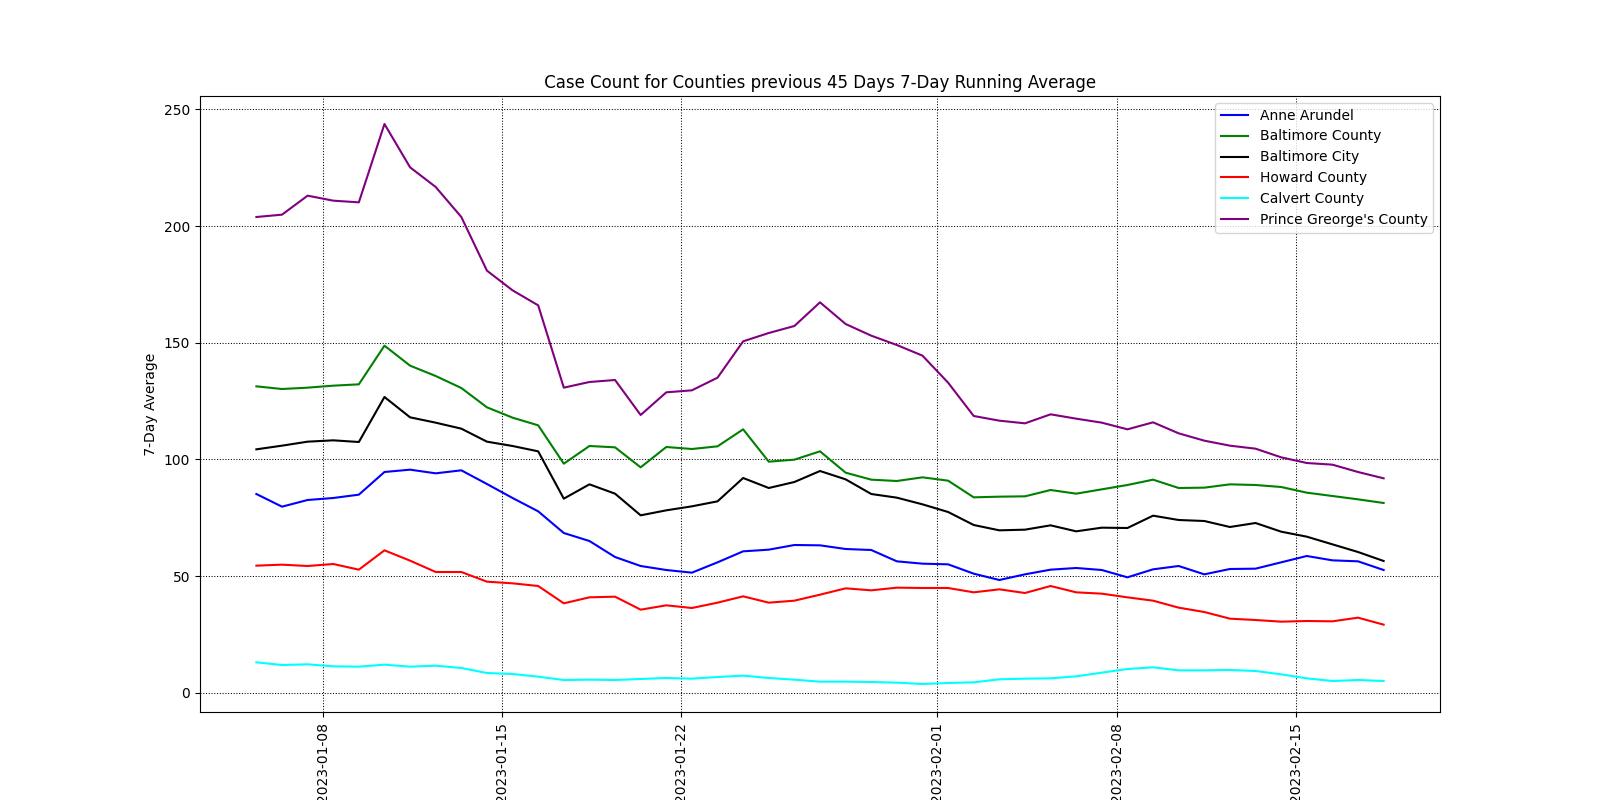 Case Count for Counties previous 45 Days 7-Day Running Average
250
200
150
100
50
0
7-Day Average
Anne Arundel
Baltimore County
Baltimore City
Howard County
Calvert County
Prince Greorge's County
2023-01-08
2023-01-15
2023-01-22
2023-02-01
2023-02-08
2023-02-15